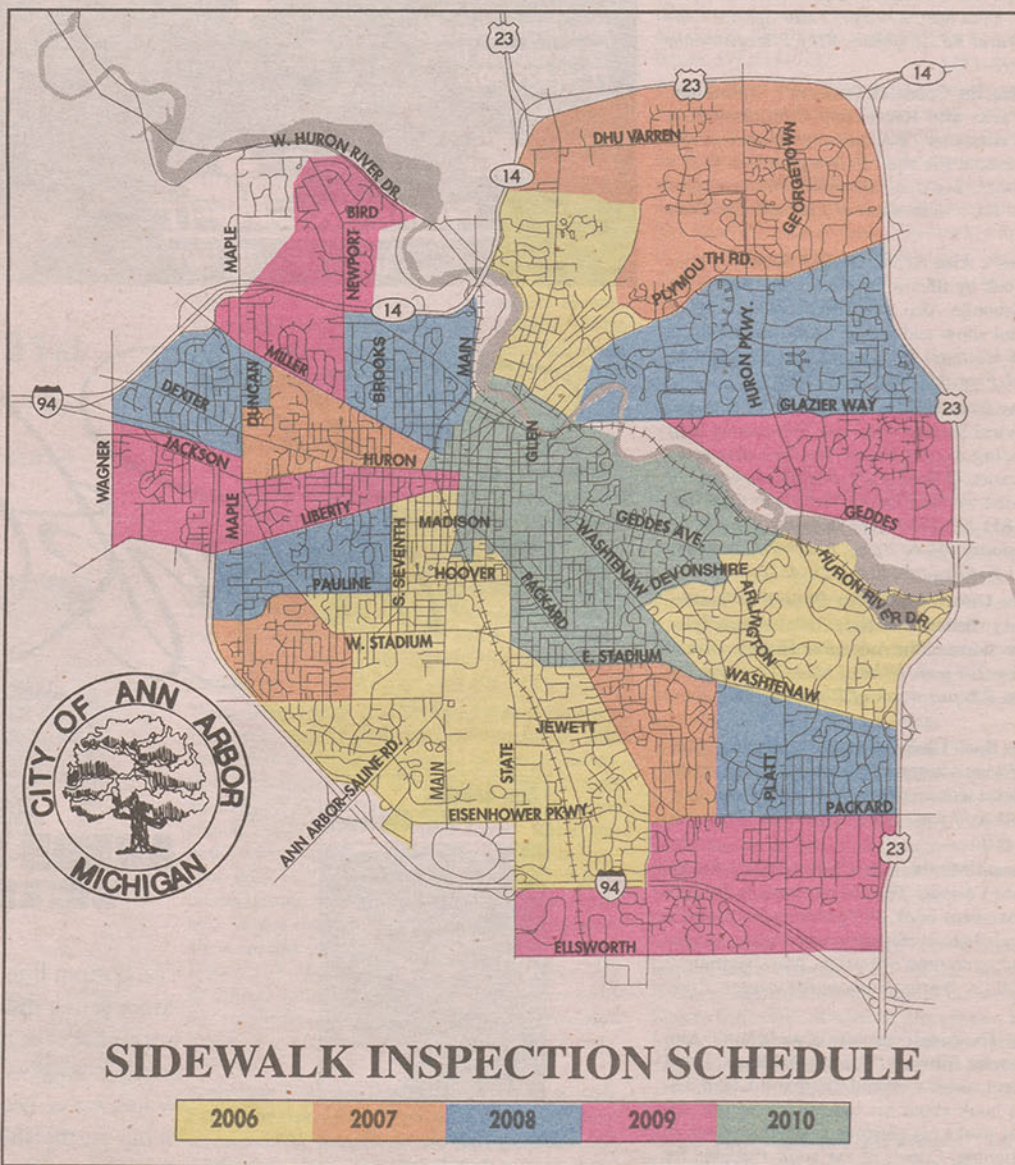 23
14
23
14
DHU VARREN
GEORGETOWN
W. HURON RIVER DR.
BIRD
MAPLE
NEWPORT
PLYMOUTH RD.
14
MILLER
BROOKS
MAIN
HURON PKWY.
DUNCAN
DEXTER
94
GLAZIER WAY
23
JACKSON
HURON
GLEN
WAGNER
MAPLE
LIBERTY
GEDDES
S. SEVENTH
MADISON
GEDDES AVE.
WASHTENAW
HOOVER
DEVONSHIRE
PAULINE
PACKARD
HURON RIVER DR.
ARLINGTON
W. STADIUM
E. STADIUM
WASHTENAW
CITY OF ANN ARBOR
MICHIGAN
JEWETT
STATE
MAIN
ANN ARBOR-SALINE RD.
PLATT
EISENHOWER PKWY.
PACKARD
23
94
ELLSWORTH
SIDEWALK INSPECTION SCHEDULE
2006 2007 2008 2009 2010